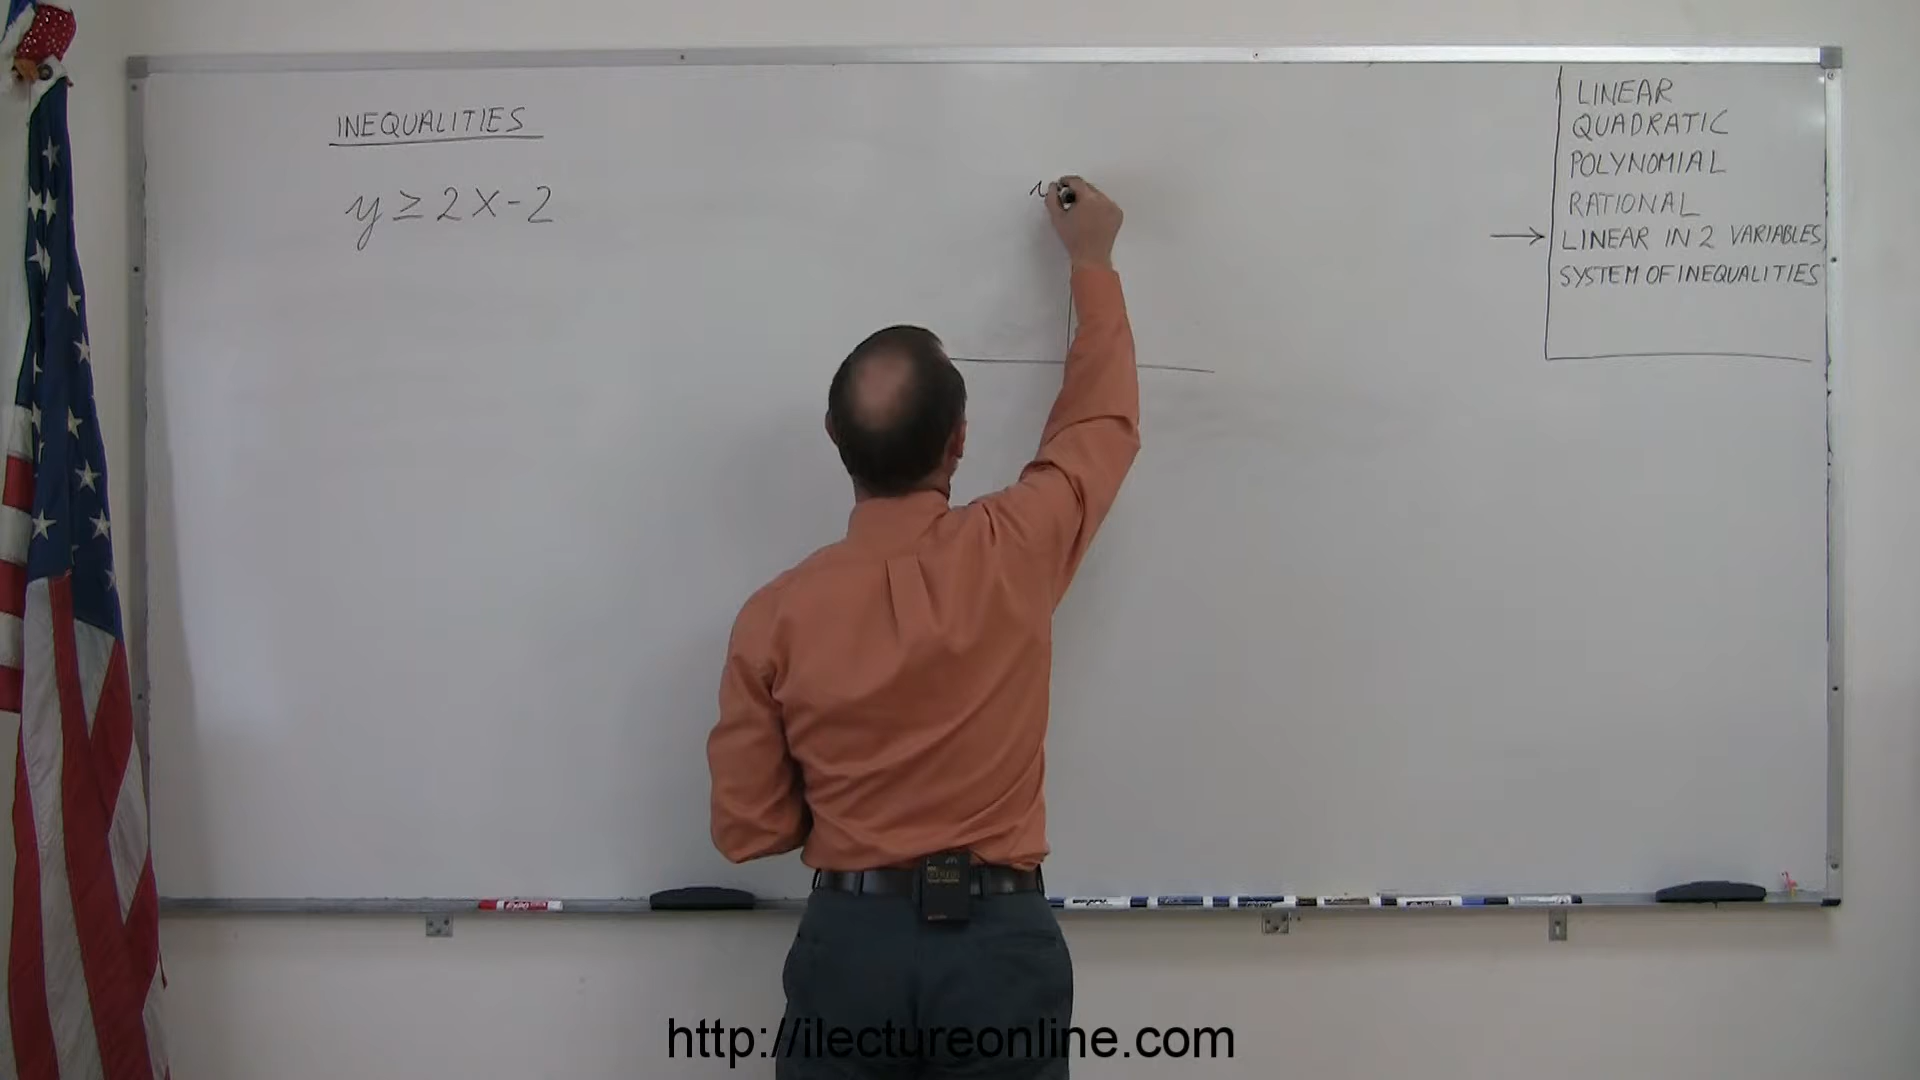 INEQUALITIES
y ≥ 2x-2
LINEAR
QUADRATIC
POLYNOMIAL
RATIONAL
→ LINEAR IN 2 VARIABLES
SYSTEM OF INEQUALITIES
http://ilectureonline.com